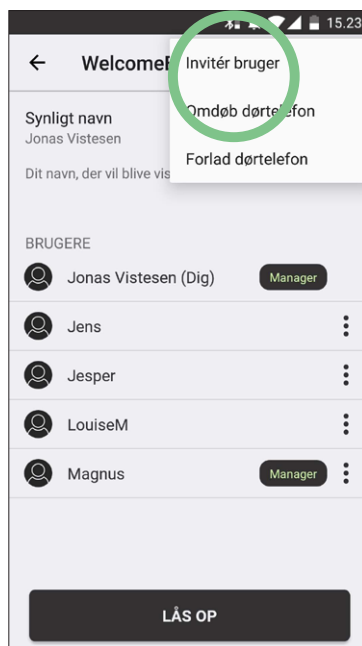 15.23
Welcome
Invitér bruger
Omdøb dørtelefon
Forlad dørtelefon
Synligt navn
Jonas Vistesen
Dit navn, der vil blive vis
BRUGERE
Jonas Vistesen (Dig)
Manager
Jens
Jesper
LouiseM
Magnus
Manager
LÅS OP